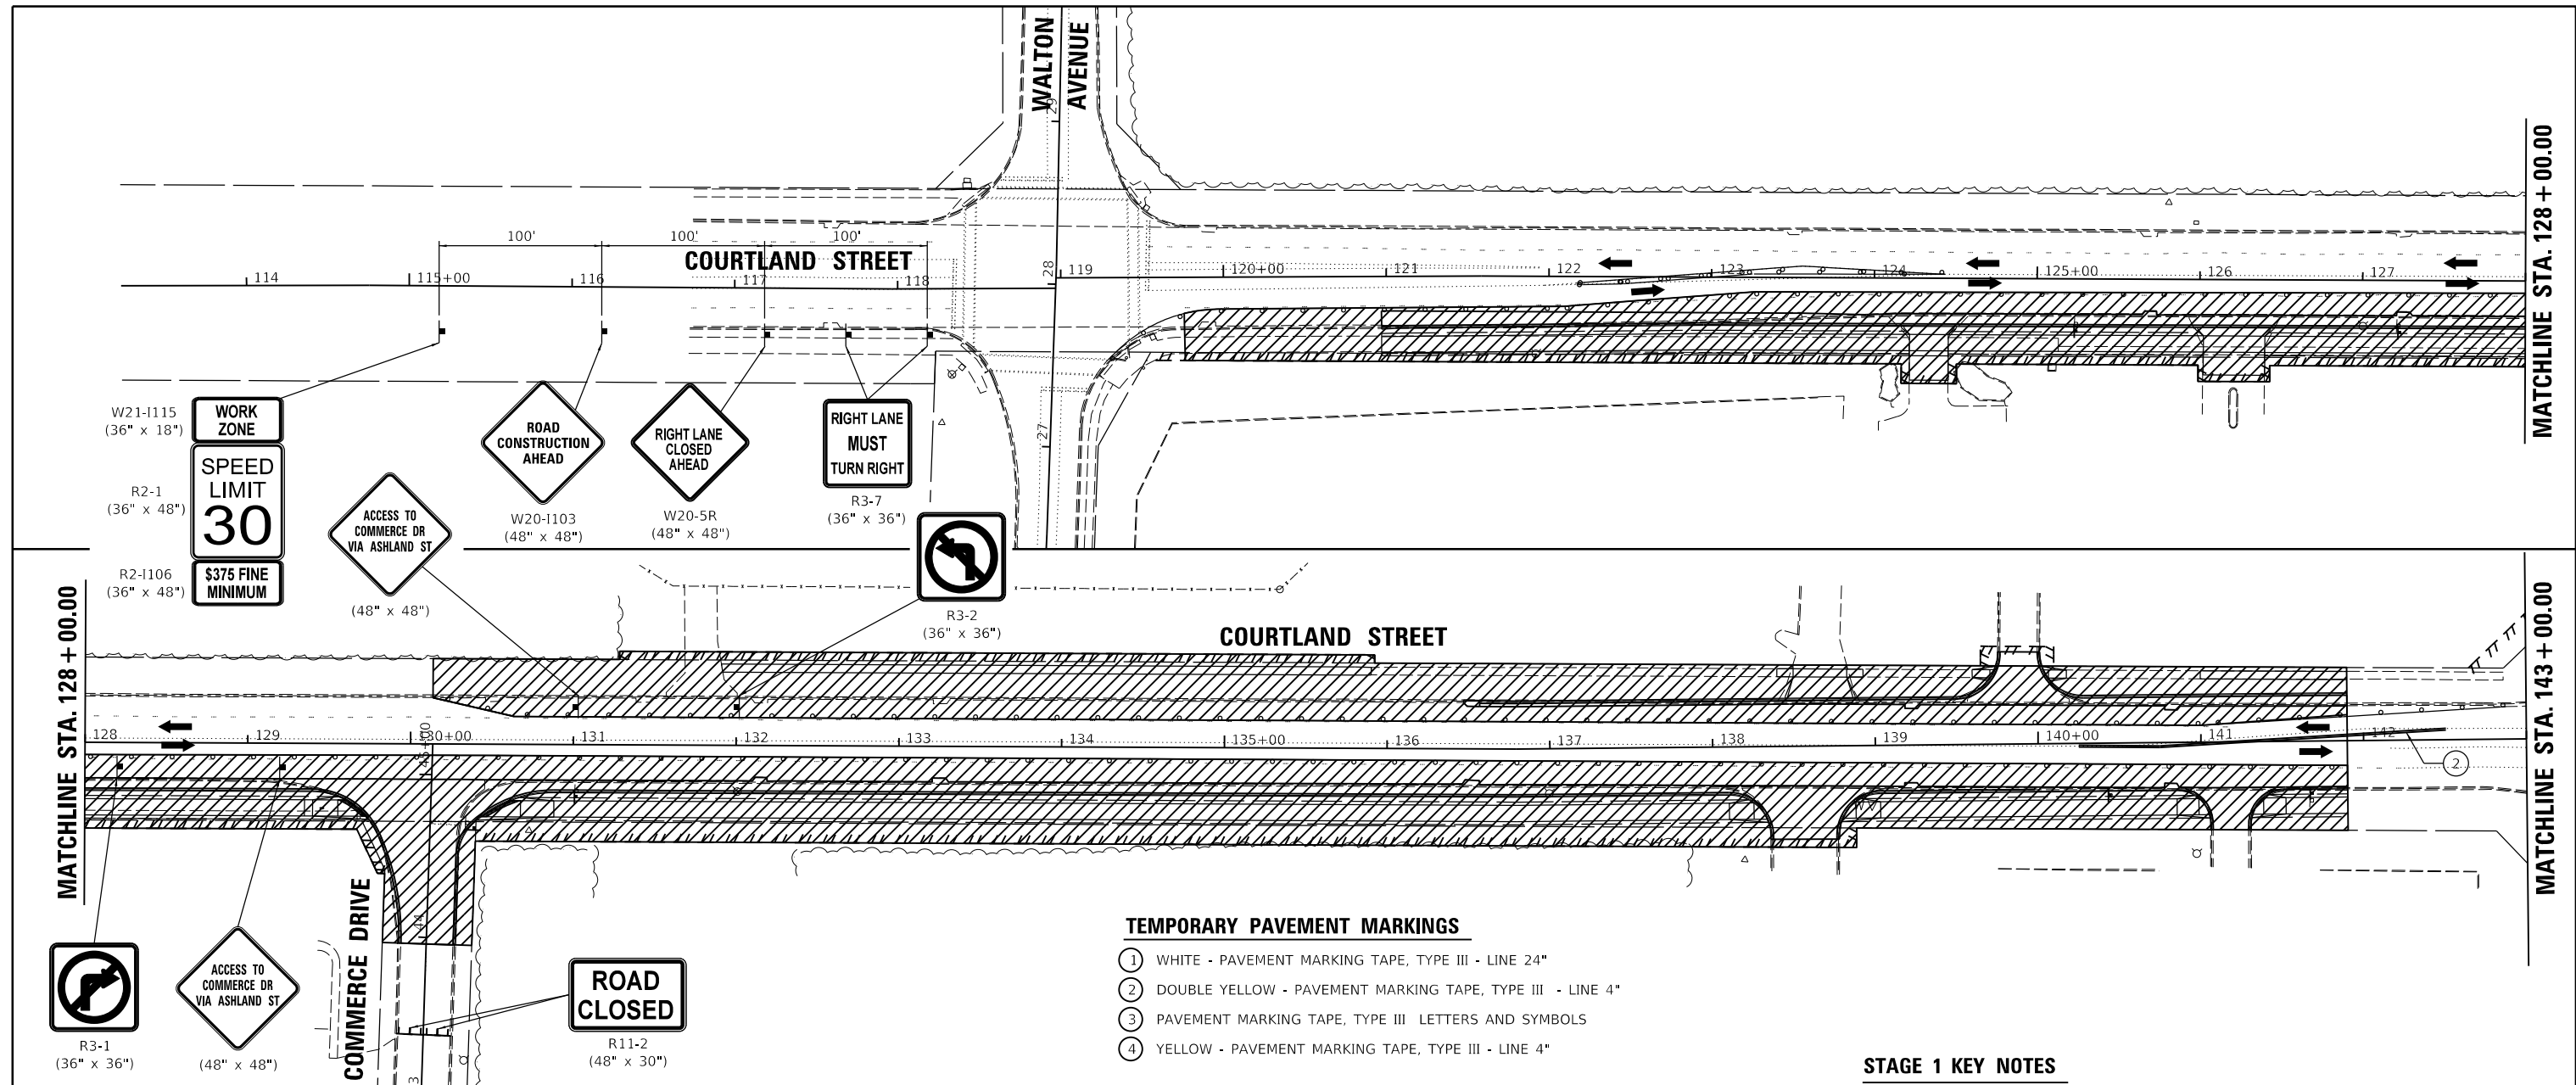 WALTON
AVENUE
29
100'
100'
100'
COURTLAND STREET
114
115+00
116
117
118
28
119
120+00
121
122
123
124
125+00
126
127
27
MATCHLINE STA. 128 + 00.00
W21-I115
(36" x 18")
WORK
ZONE
R2-1
(36" x 48")
SPEED
LIMIT
30
R2-I106
(36" x 48")
$375 FINE
MINIMUM
ACCESS TO
COMMERCE DR
VIA ASHLAND ST
(48" x 48")
ROAD
CONSTRUCTION
AHEAD
W20-I103
(48" x 48")
RIGHT LANE
CLOSED
AHEAD
W20-5R
(48" x 48")
RIGHT LANE
MUST
TURN RIGHT
R3-7
(36" x 36")
R3-2
(36" x 36")
MATCHLINE STA. 128 + 00.00
COURTLAND STREET
128
129
130+00
131
132
133
134
135+00
136
137
138
139
140+00
141
142
2
MATCHLINE STA. 143 + 00.00
44
COMMERCE DRIVE
R3-1
(36" x 36")
ACCESS TO
COMMERCE DR
VIA ASHLAND ST
(48" x 48")
ROAD
CLOSED
R11-2
(48" x 30")
TEMPORARY PAVEMENT MARKINGS
1 WHITE - PAVEMENT MARKING TAPE, TYPE III - LINE 24"
2 DOUBLE YELLOW - PAVEMENT MARKING TAPE, TYPE III - LINE 4"
3 PAVEMENT MARKING TAPE, TYPE III LETTERS AND SYMBOLS
4 YELLOW - PAVEMENT MARKING TAPE, TYPE III - LINE 4"
STAGE 1 KEY NOTES